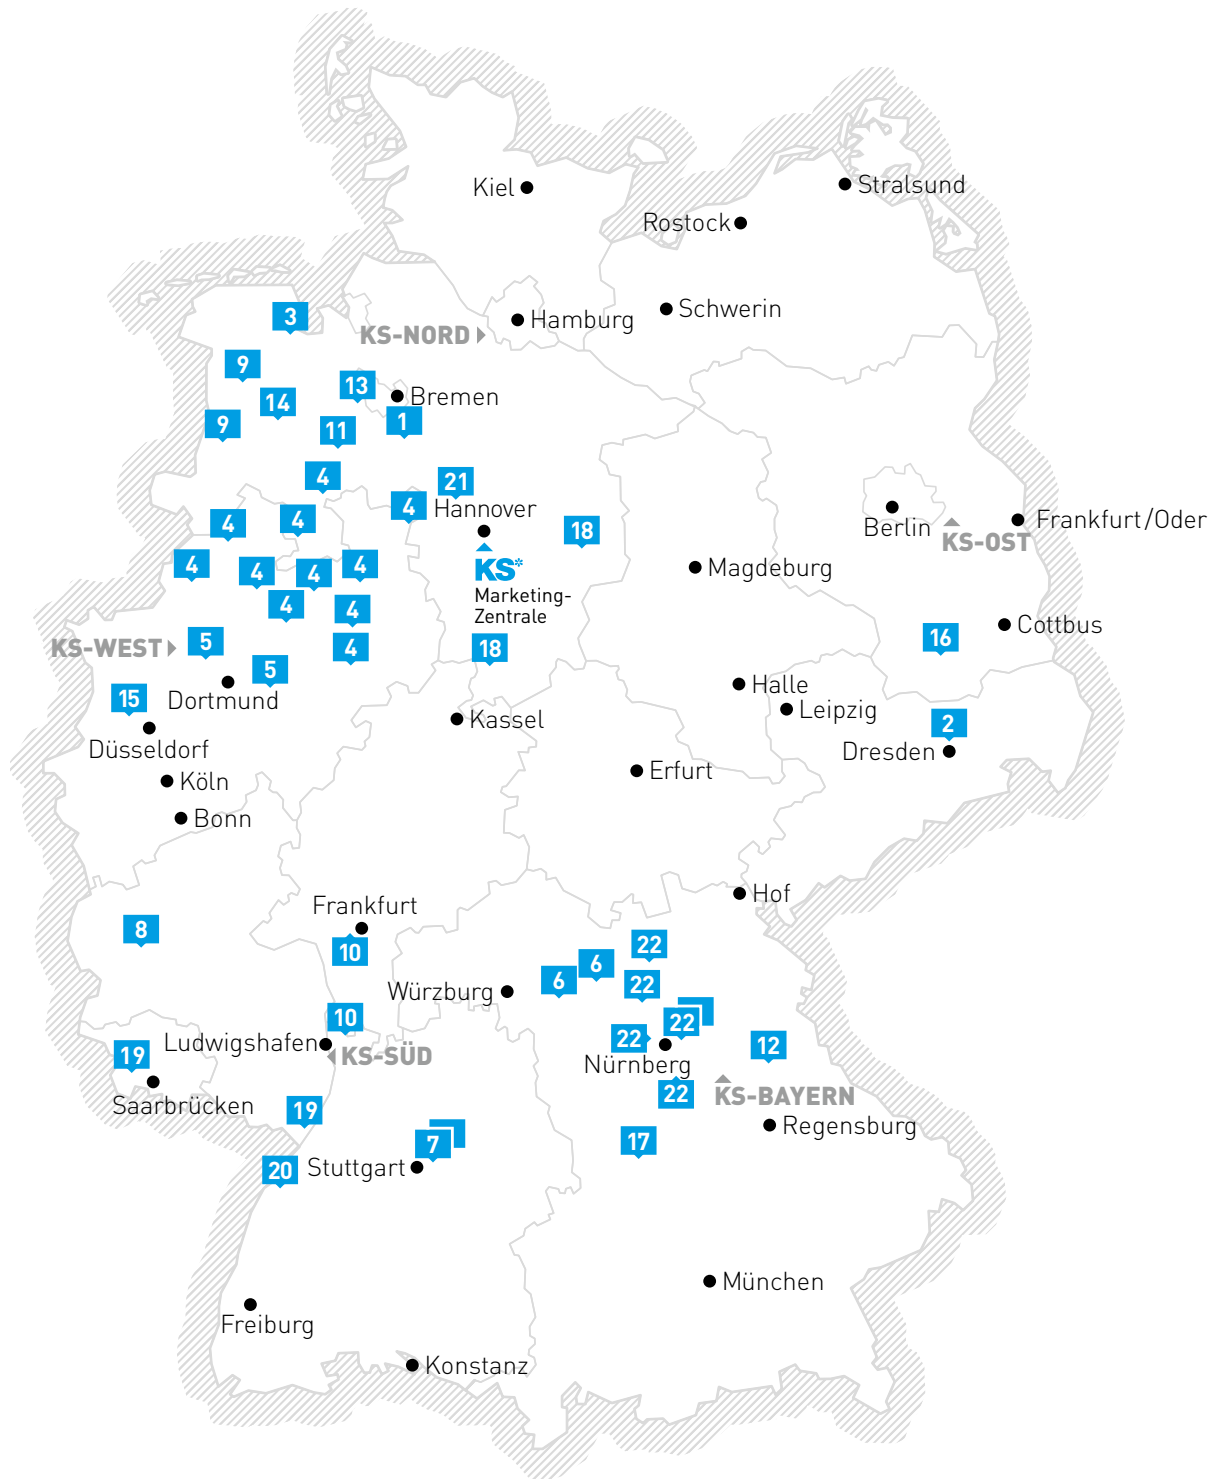 Kiel
Stralsund
Rostock
3
Schwerin
Hamburg
KS-NORD
9
13
14
Bremen
9
11
1
4
21
4
Hannover
4
4
18
Berlin
Frankfurt/Oder
KS-OST
4
4
4
4
KS*
Magdeburg
Marketing-
Zentrale
4
4
Cottbus
16
KS-WEST
5
4
18
5
Dortmund
15
Halle
Leipzig
Kassel
2
Düsseldorf
Dresden
Köln
Erfurt
Bonn
Hof
Frankfurt
8
10
22
6
6
22
Würzburg
10
22
22
Ludwigshafen
KS-SÜD
12
19
Nürnberg
22
KS-BAYERN
Saarbrücken
19
Regensburg
7
17
20
Stuttgart
München
Freiburg
Konstanz